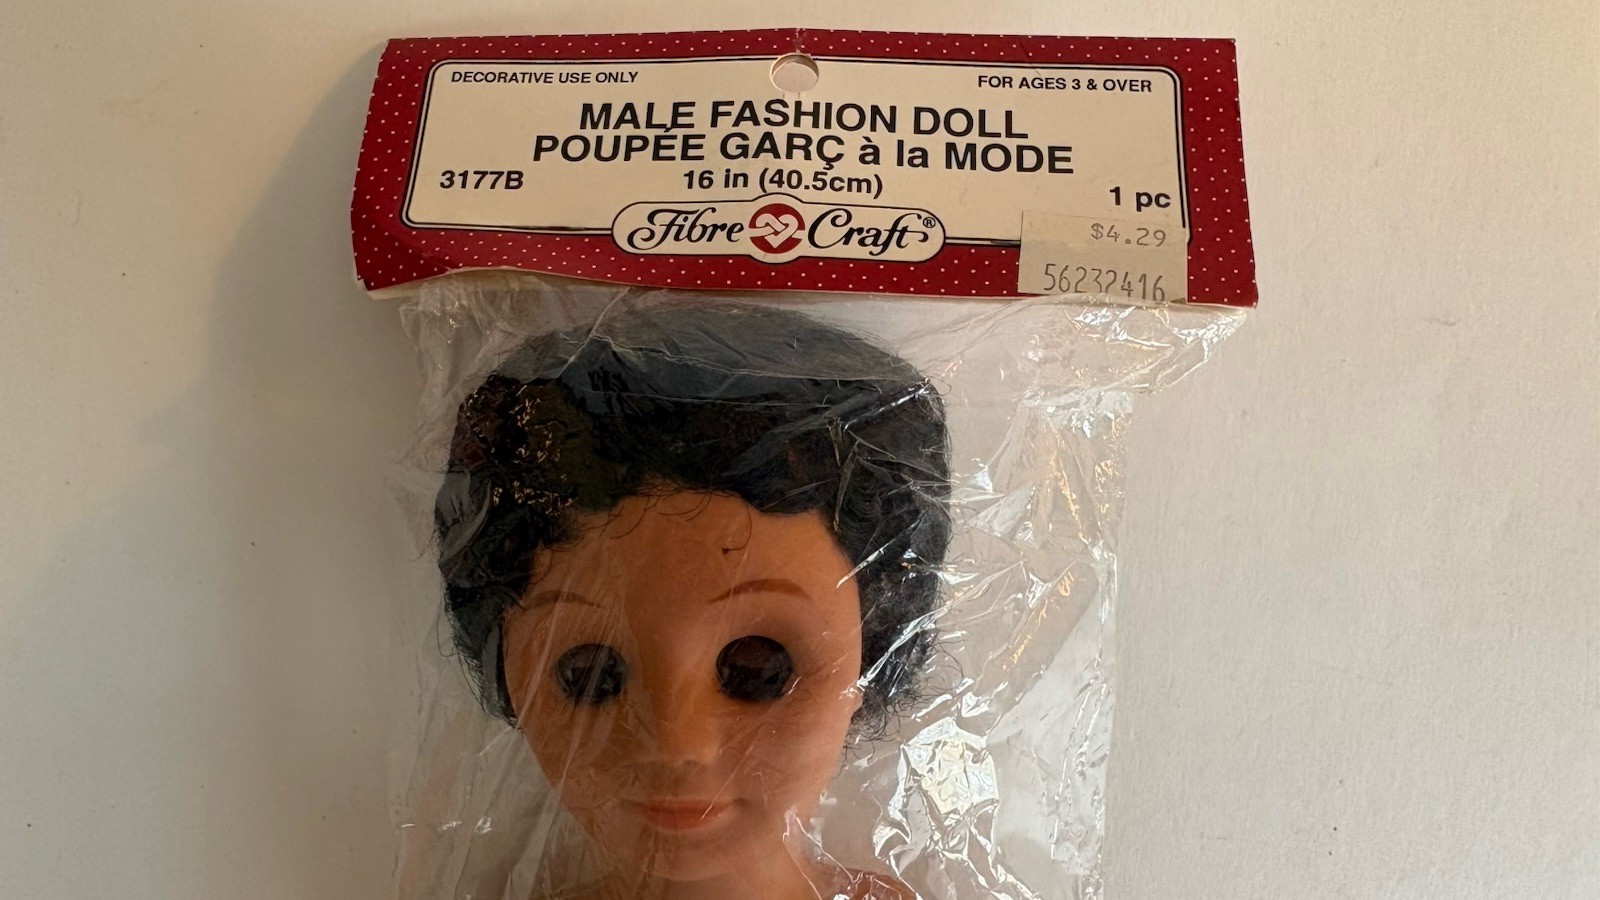 DECORATIVE USE ONLY
FOR AGES 3 & OVER
MALE FASHION DOLL
POUPÉE GARÇ à la MODE
3177B
16 in (40.5cm)
1 pc
Fibre Craft®
$4.29
56232416